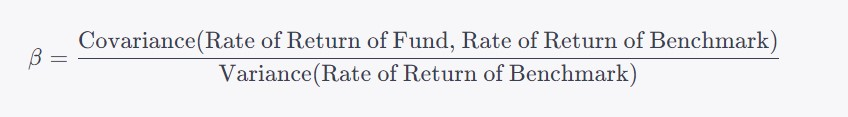 β = Covariance(Rate of Return of Fund, Rate of Return of Benchmark)
Variance(Rate of Return of Benchmark)